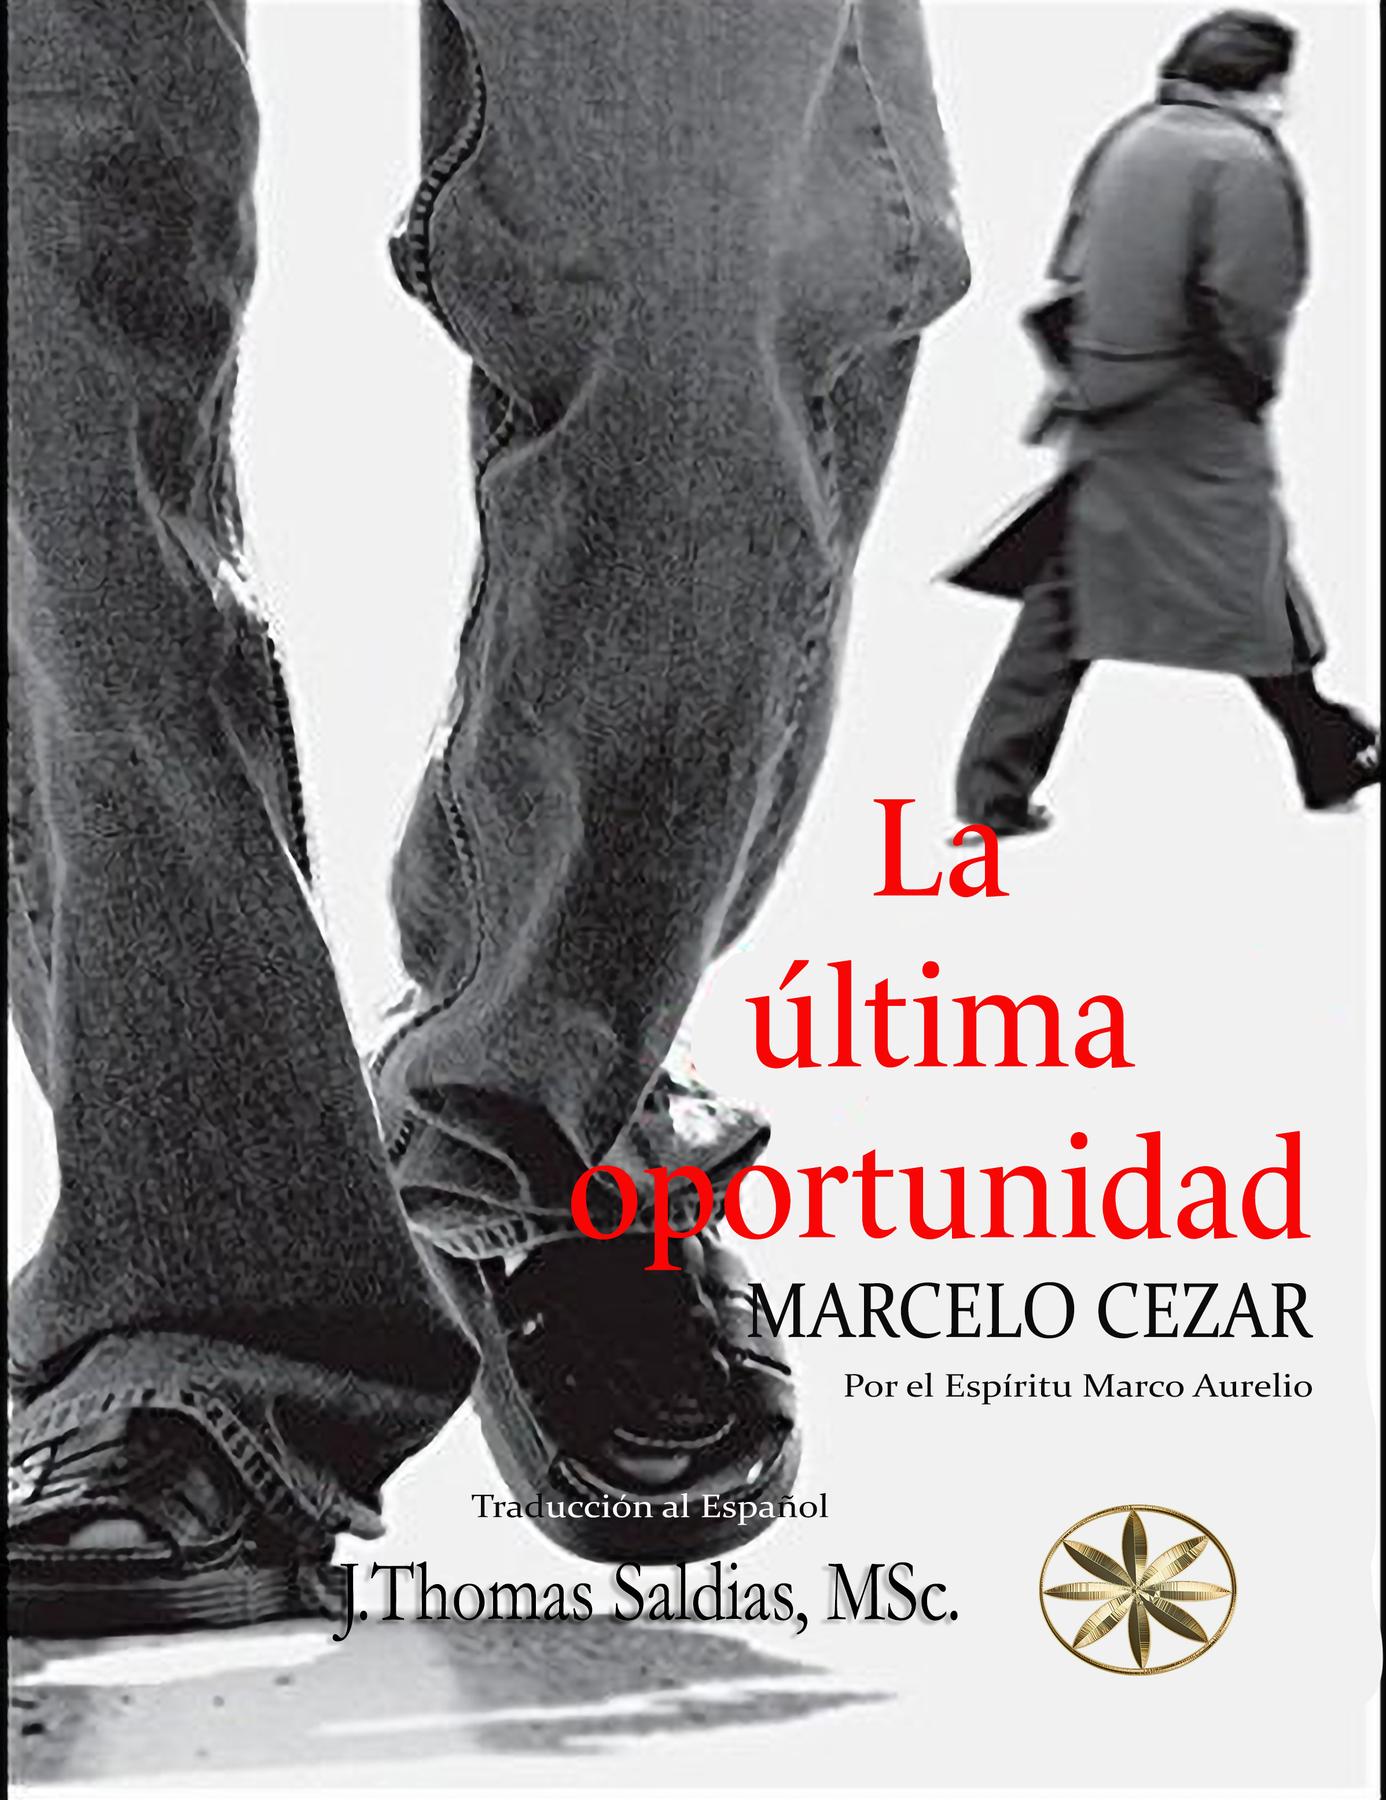 La
última
oportunidad
MARCELO CEZAR
Por el Espíritu Marco Aurelio
Traducción al Español
J.Thomas Saldias, MSc.